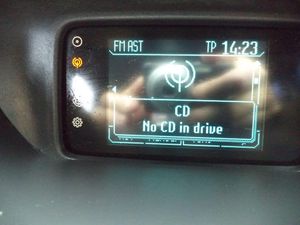 FM AST TP 14:23
CD
No CD in drive